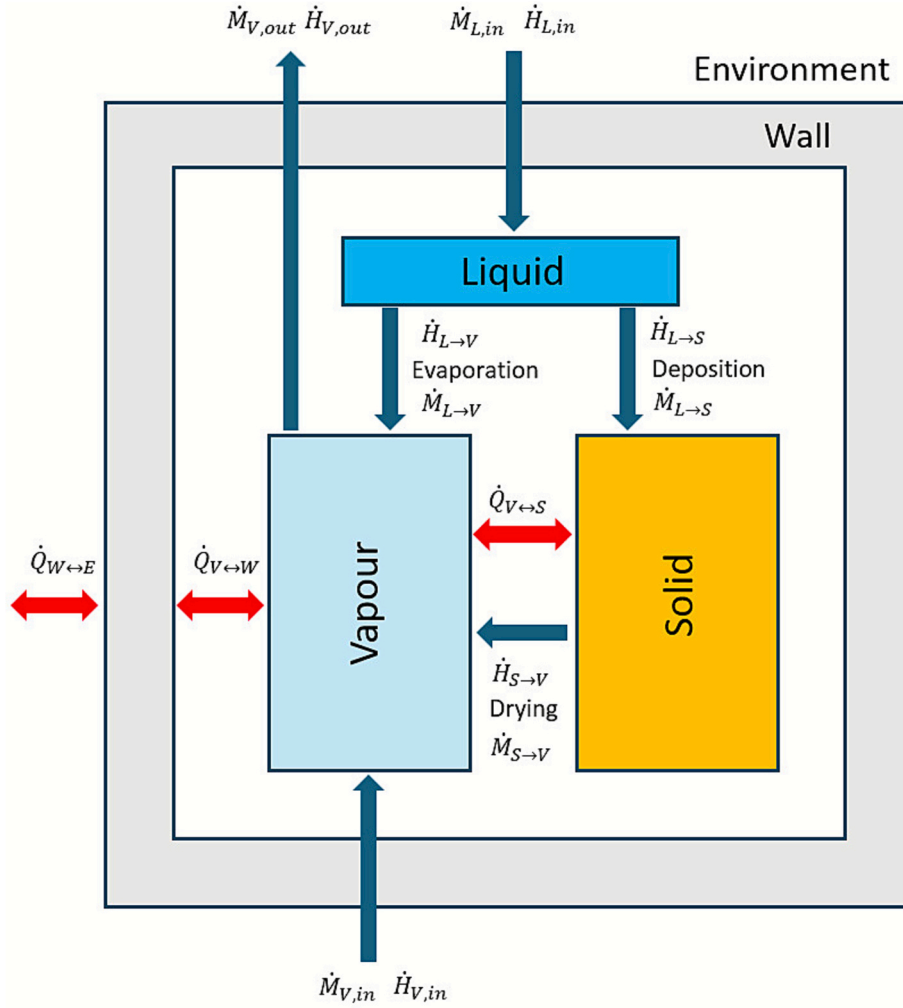 Ṁ_{V,out} Ḣ_{V,out}
Ṁ_{L,in} Ḣ_{L,in}
Environment
Wall
Liquid
Ḣ_{L→V}
Evaporation
Ṁ_{L→V}
Ḣ_{L→S}
Deposition
Ṁ_{L→S}
Q̇_{V↔S}
Q̇_{W↔E}
Q̇_{V↔W}
Vapour
Solid
Ḣ_{S→V}
Drying
Ṁ_{S→V}
Ṁ_{V,in} Ḣ_{V,in}